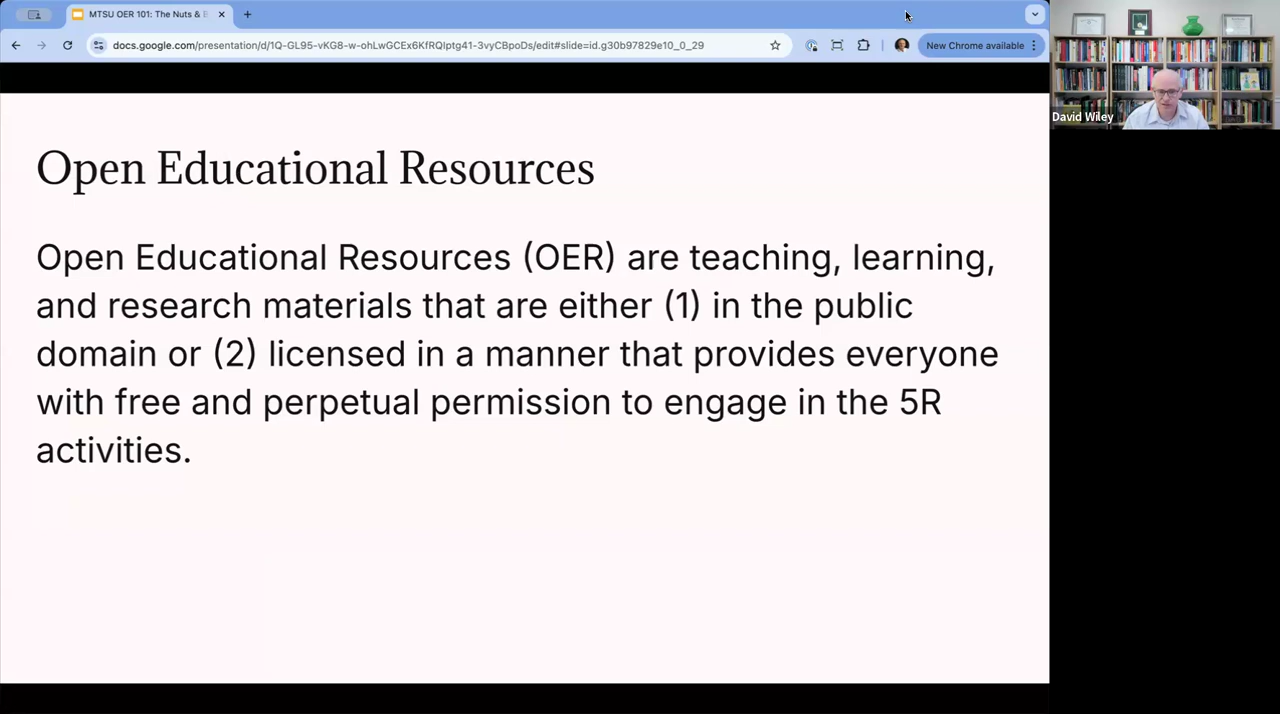 MTSU OER 101: The Nuts & B
docs.google.com/presentation/d/1Q-GL95-vKG8-w-ohLwGCEx6KfRQIptg41-3vyCBpoDs/edit#slide=id.g30b97829e10_0_29
New Chrome available
David Wiley
Open Educational Resources
Open Educational Resources (OER) are teaching, learning,
and research materials that are either (1) in the public
domain or (2) licensed in a manner that provides everyone
with free and perpetual permission to engage in the 5R
activities.